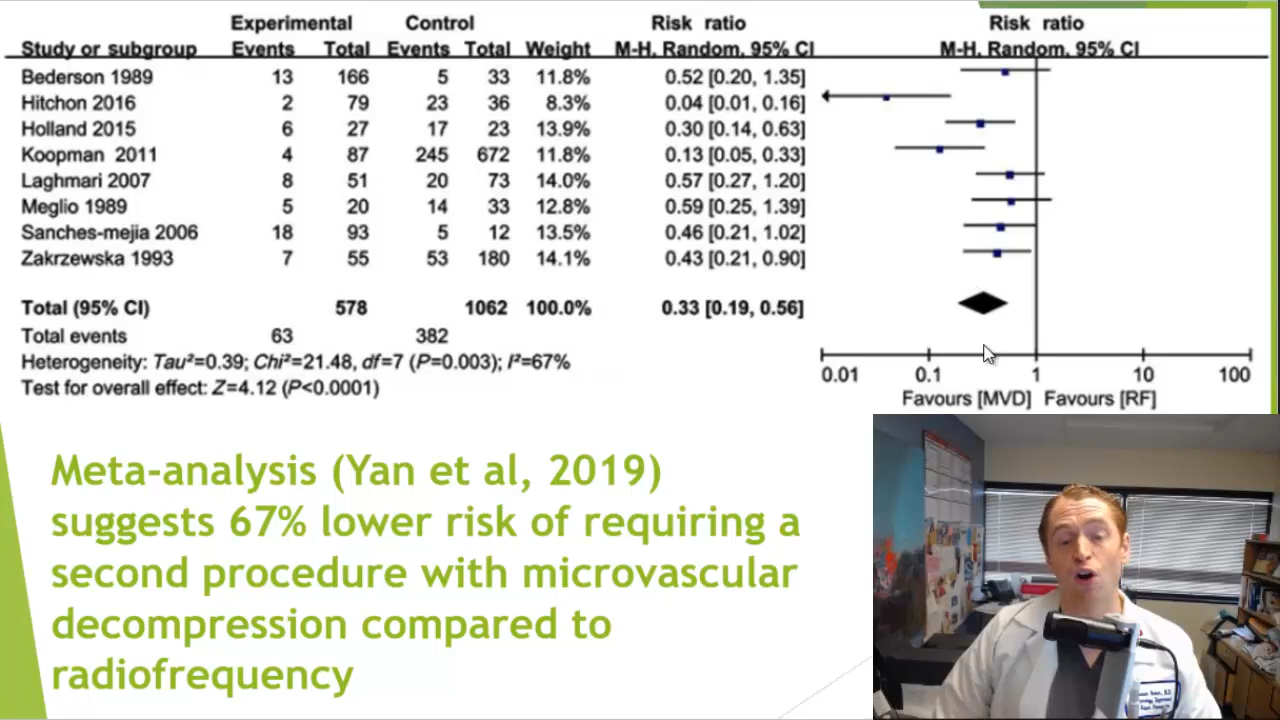 Experimental Control Risk ratio Risk ratio
Study or subgroup Events Total Events Total Weight M-H, Random, 95% CI M-H, Random, 95% CI
Bederson 1989 13 166 5 33 11.8% 0.52 [0.20, 1.35]
Hitchon 2016 2 79 23 36 8.3% 0.04 [0.01, 0.16]
Holland 2015 6 27 17 23 13.9% 0.30 [0.14, 0.63]
Koopman 2011 4 87 245 672 11.8% 0.13 [0.05, 0.33]
Laghmari 2007 8 51 20 73 14.0% 0.57 [0.27, 1.20]
Meglio 1989 5 20 14 33 12.8% 0.59 [0.25, 1.39]
Sanches-mejia 2006 18 93 5 12 13.5% 0.46 [0.21, 1.02]
Zakrzewska 1993 7 55 53 180 14.1% 0.43 [0.21, 0.90]
Total (95% CI) 578 1062 100.0% 0.33 [0.19, 0.56]
Total events 63 382
Heterogeneity: Tau²=0.39; Chi²=21.48, df=7 (P=0.003); I²=67%
Test for overall effect: Z=4.12 (P<0.0001)
0.01 0.1 1 10 100
Favours [MVD] Favours [RF]
Meta-analysis (Yan et al, 2019)
suggests 67% lower risk of requiring a
second procedure with microvascular
decompression compared to
radiofrequency